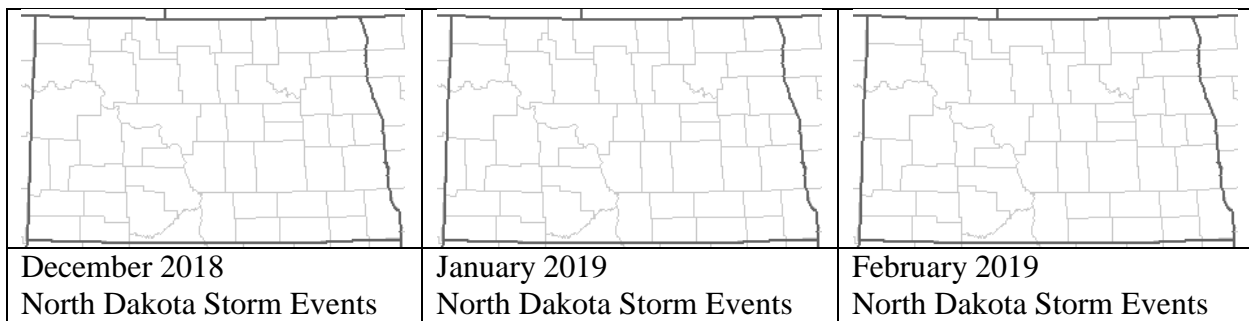 December 2018
North Dakota Storm Events
January 2019
North Dakota Storm Events
February 2019
North Dakota Storm Events